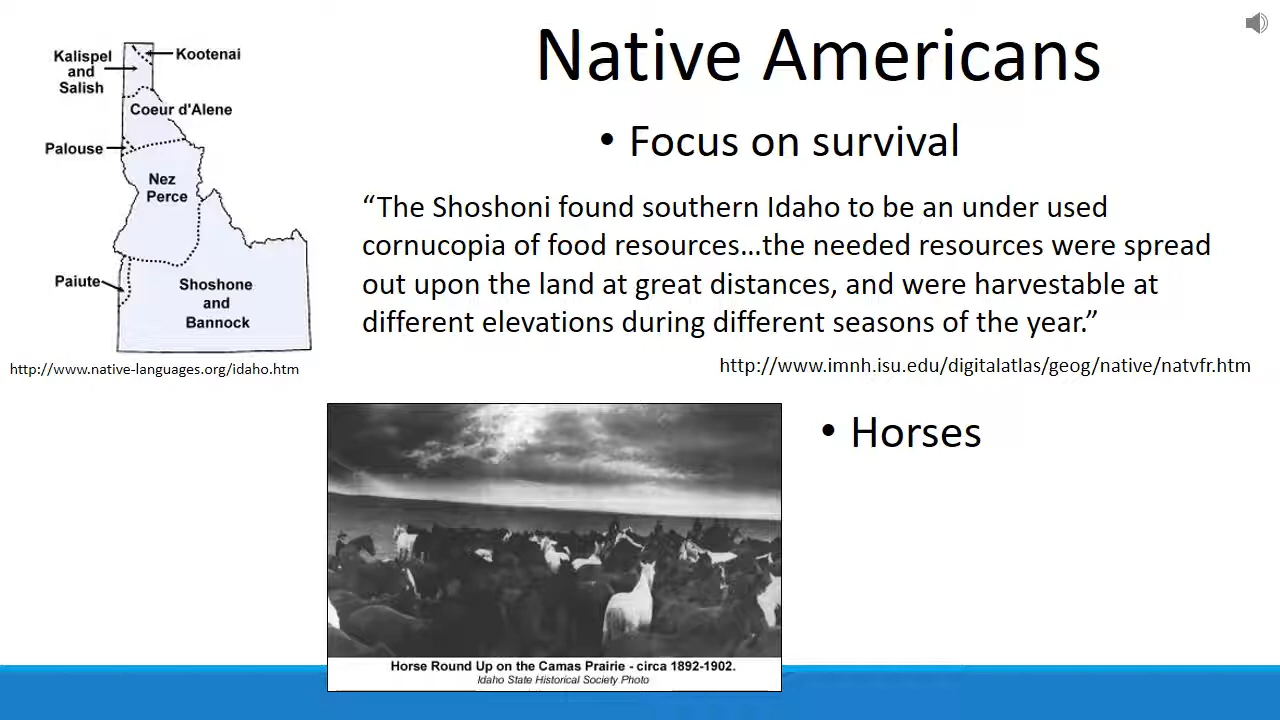 Native Americans
Kalispel
and
Salish
Kootenai
Coeur d'Alene
Palouse
Nez
Perce
Paiute
Shoshone
and
Bannock
http://www.native-languages.org/idaho.htm
• Focus on survival
“The Shoshoni found southern Idaho to be an under used
cornucopia of food resources…the needed resources were spread
out upon the land at great distances, and were harvestable at
different elevations during different seasons of the year.”
http://www.imnh.isu.edu/digitalatlas/geog/native/natvfr.htm
• Horses
Horse Round Up on the Camas Prairie - circa 1892-1902.
Idaho State Historical Society Photo